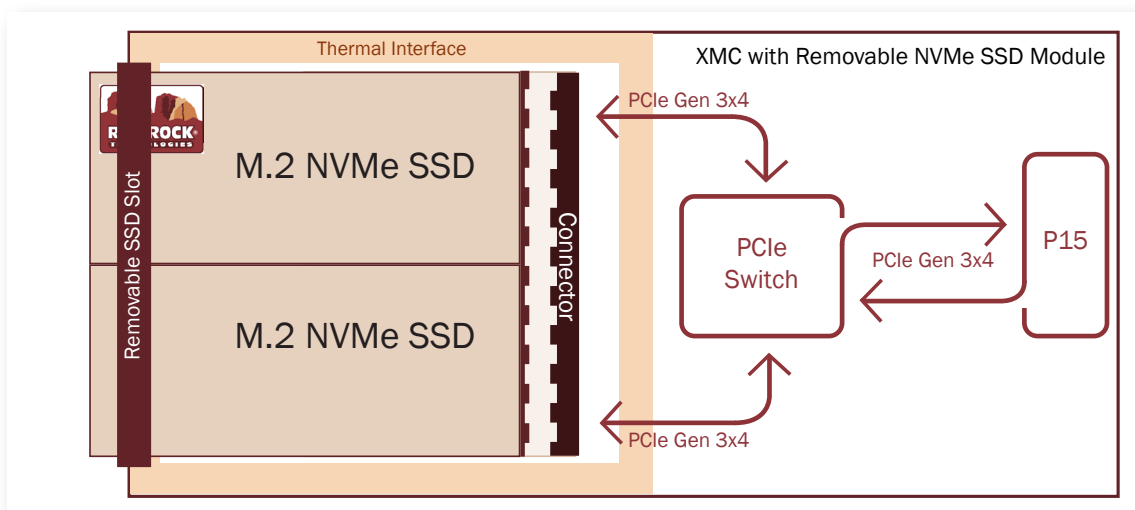 Thermal Interface
XMC with Removable NVMe SSD Module
PCIe Gen 3x4
ROCK
M.2 NVMe SSD
Removable SSD Slot
Connector
PCIe
Switch
PCIe Gen 3x4
P15
M.2 NVMe SSD
PCIe Gen 3x4